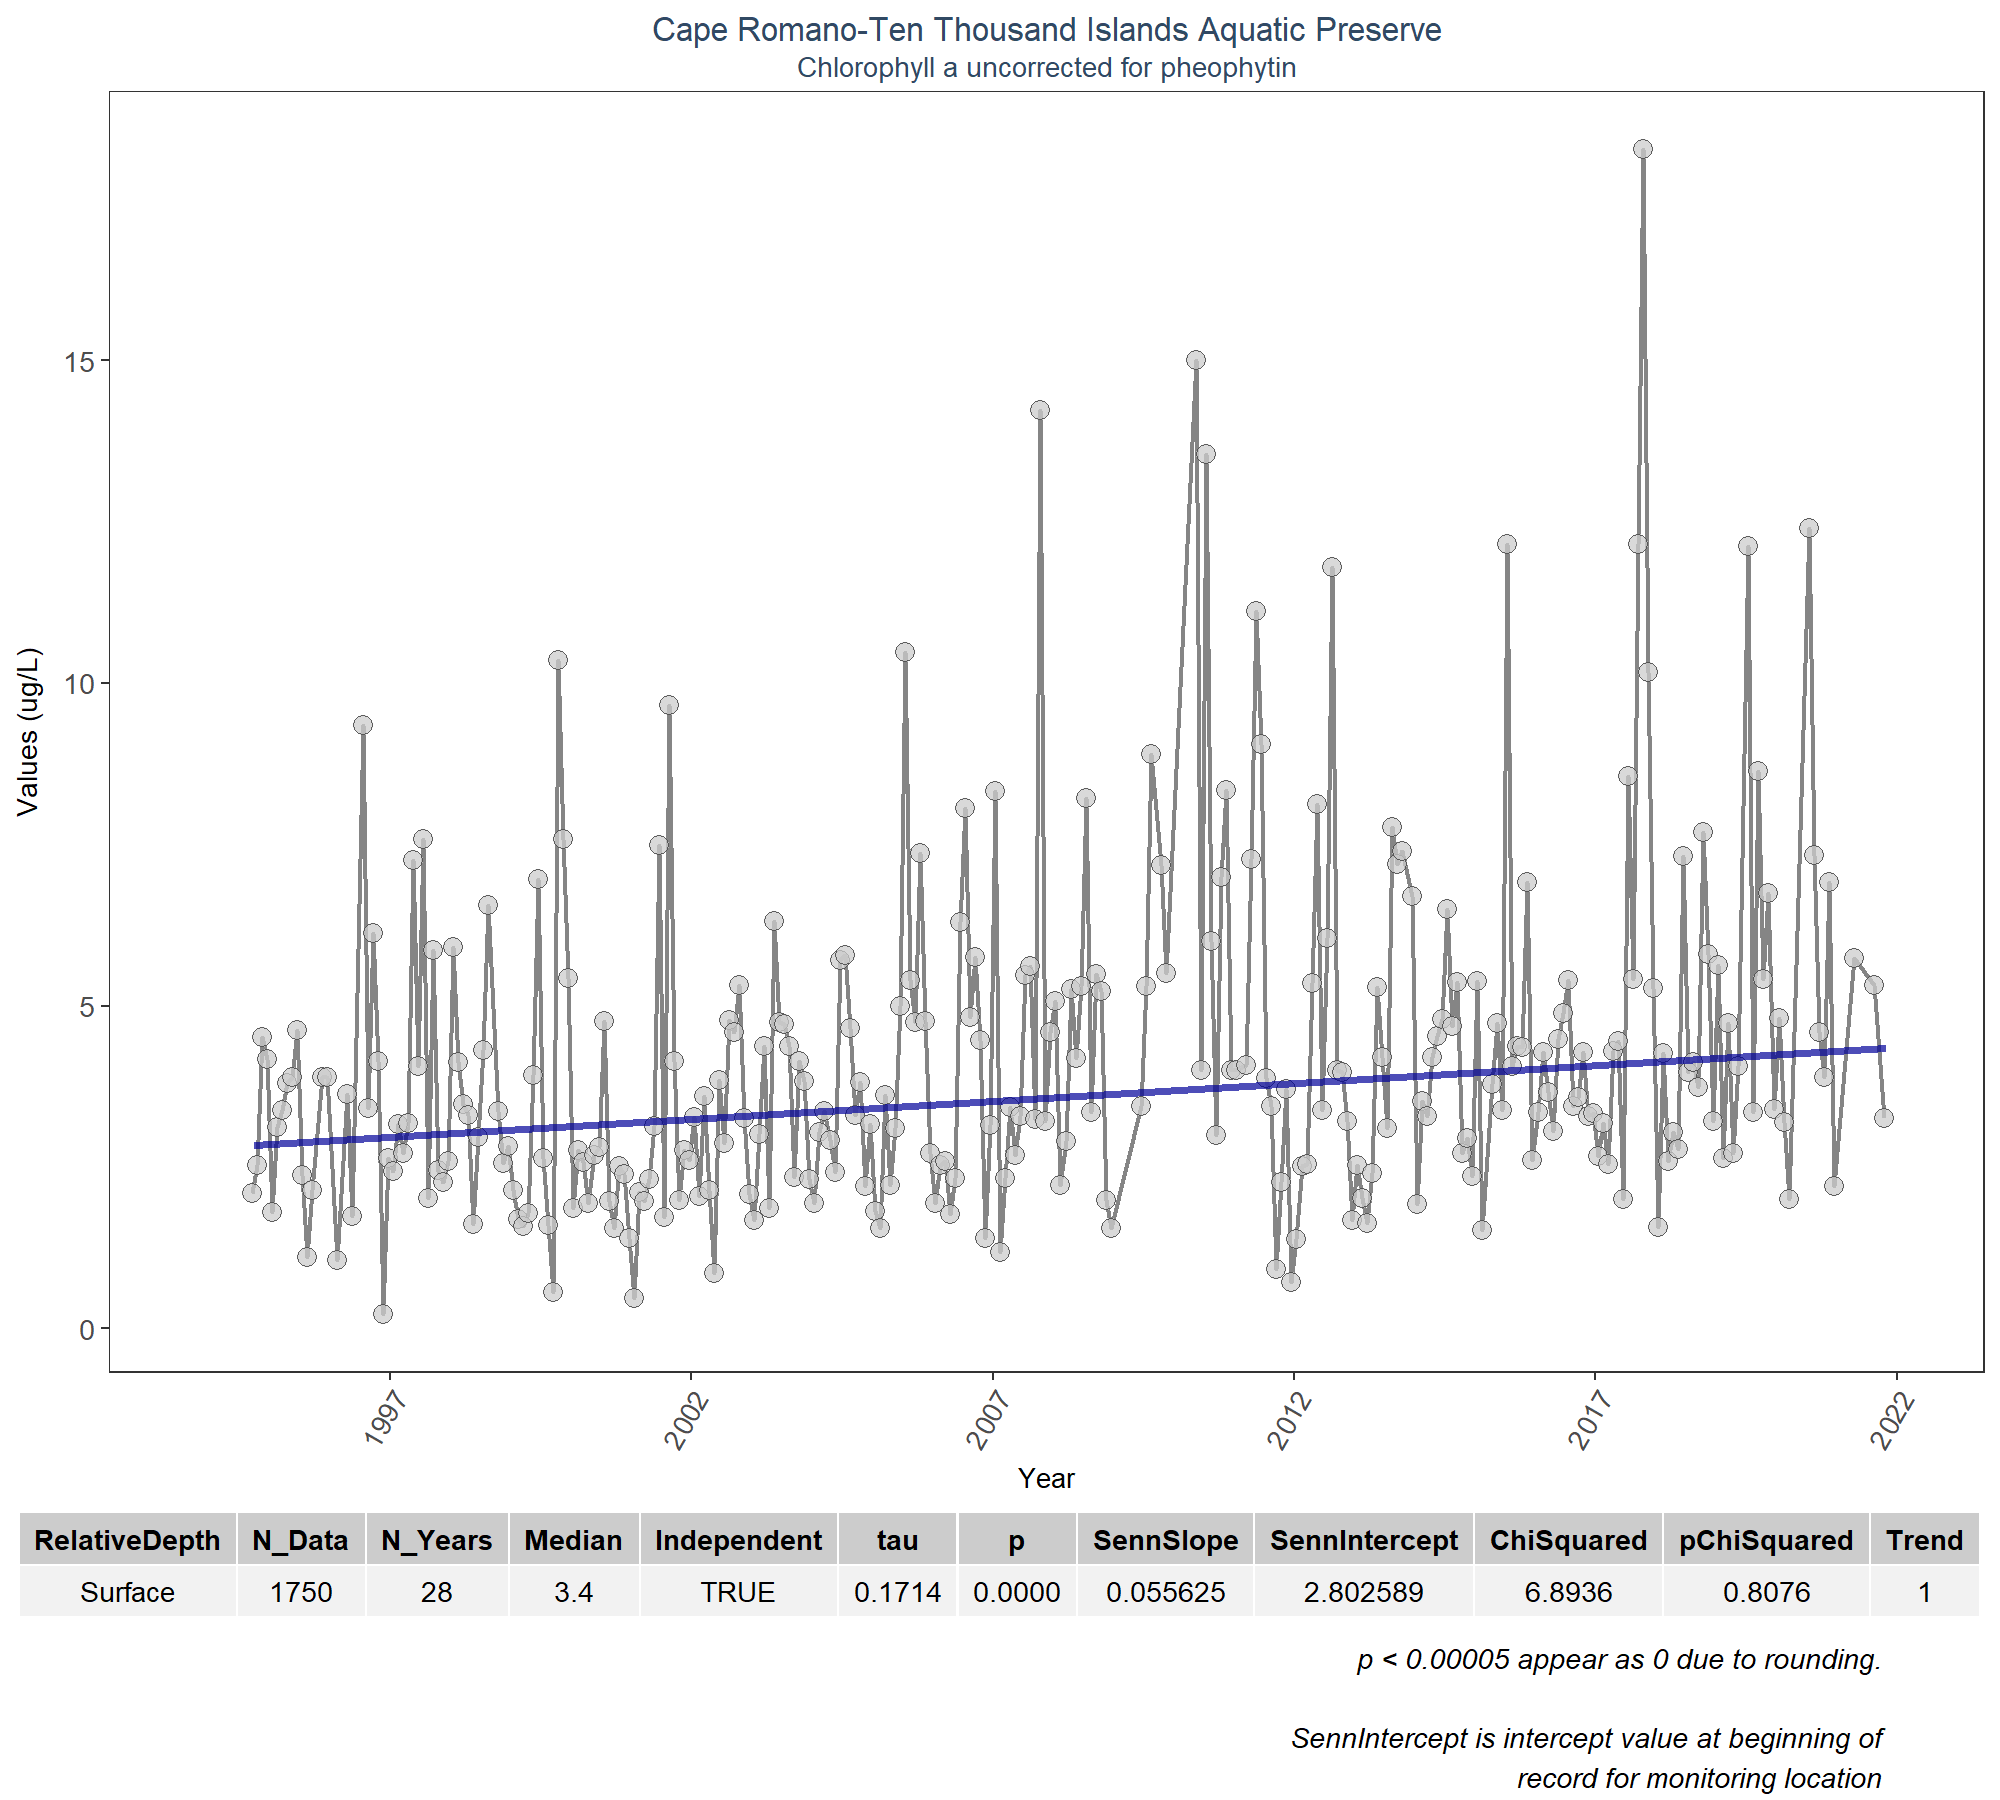 Cape Romano-Ten Thousand Islands Aquatic Preserve
Chlorophyll a uncorrected for pheophytin
Values (ug/L)
15
10
5
0
1997 2002 2007 2012 2017 2022
Year
RelativeDepth N_Data N_Years Median Independent tau p SennSlope SennIntercept ChiSquared pChiSquared Trend
Surface 1750 28 3.4 TRUE 0.1714 0.0000 0.055625 2.802589 6.8936 0.8076 1
p < 0.00005 appear as 0 due to rounding.
SennIntercept is intercept value at beginning of
record for monitoring location